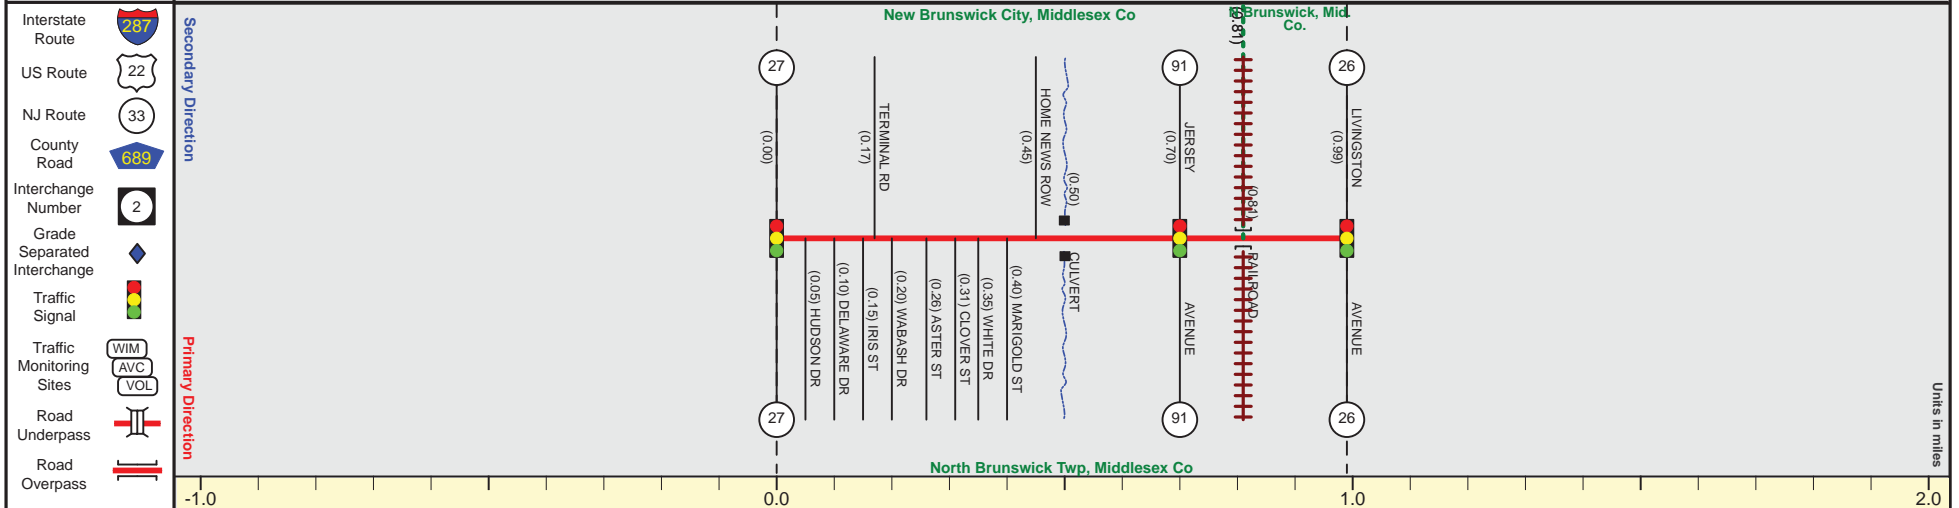 Interstate
Route
287
US Route
22
NJ Route
33
County
Road
689
Interchange
Number
2
Grade
Separated
Interchange
Traffic
Signal
Traffic
Monitoring
Sites
WIM
AVC
VOL
Road
Underpass
Road
Overpass
Secondary Direction
Primary Direction
New Brunswick City, Middlesex Co
N Brunswick, Mid.
Co.
(0.81)
27
91
26
(0.00)
TERMINAL RD
(0.17)
HOME NEWS ROW
(0.45)
(0.50)
JERSEY
(0.70)
(0.81)
LIVINGSTON
(0.99)
(0.05) HUDSON DR
(0.10) DELAWARE DR
(0.15) IRIS ST
(0.20) WABASH DR
(0.26) ASTER ST
(0.31) CLOVER ST
(0.35) WHITE DR
(0.40) MARIGOLD ST
CULVERT
AVENUE
RAILROAD
AVENUE
27
91
26
North Brunswick Twp, Middlesex Co
Units in miles
-1.0
0.0
1.0
2.0